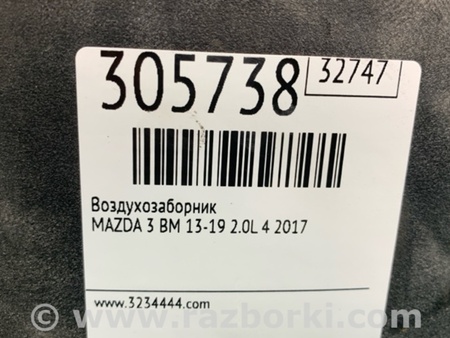 305738
32747
Воздухозаборник
MAZDA 3 BM 13-19 2.0L 4 2017
www.3234444.com
© www.razborki.com